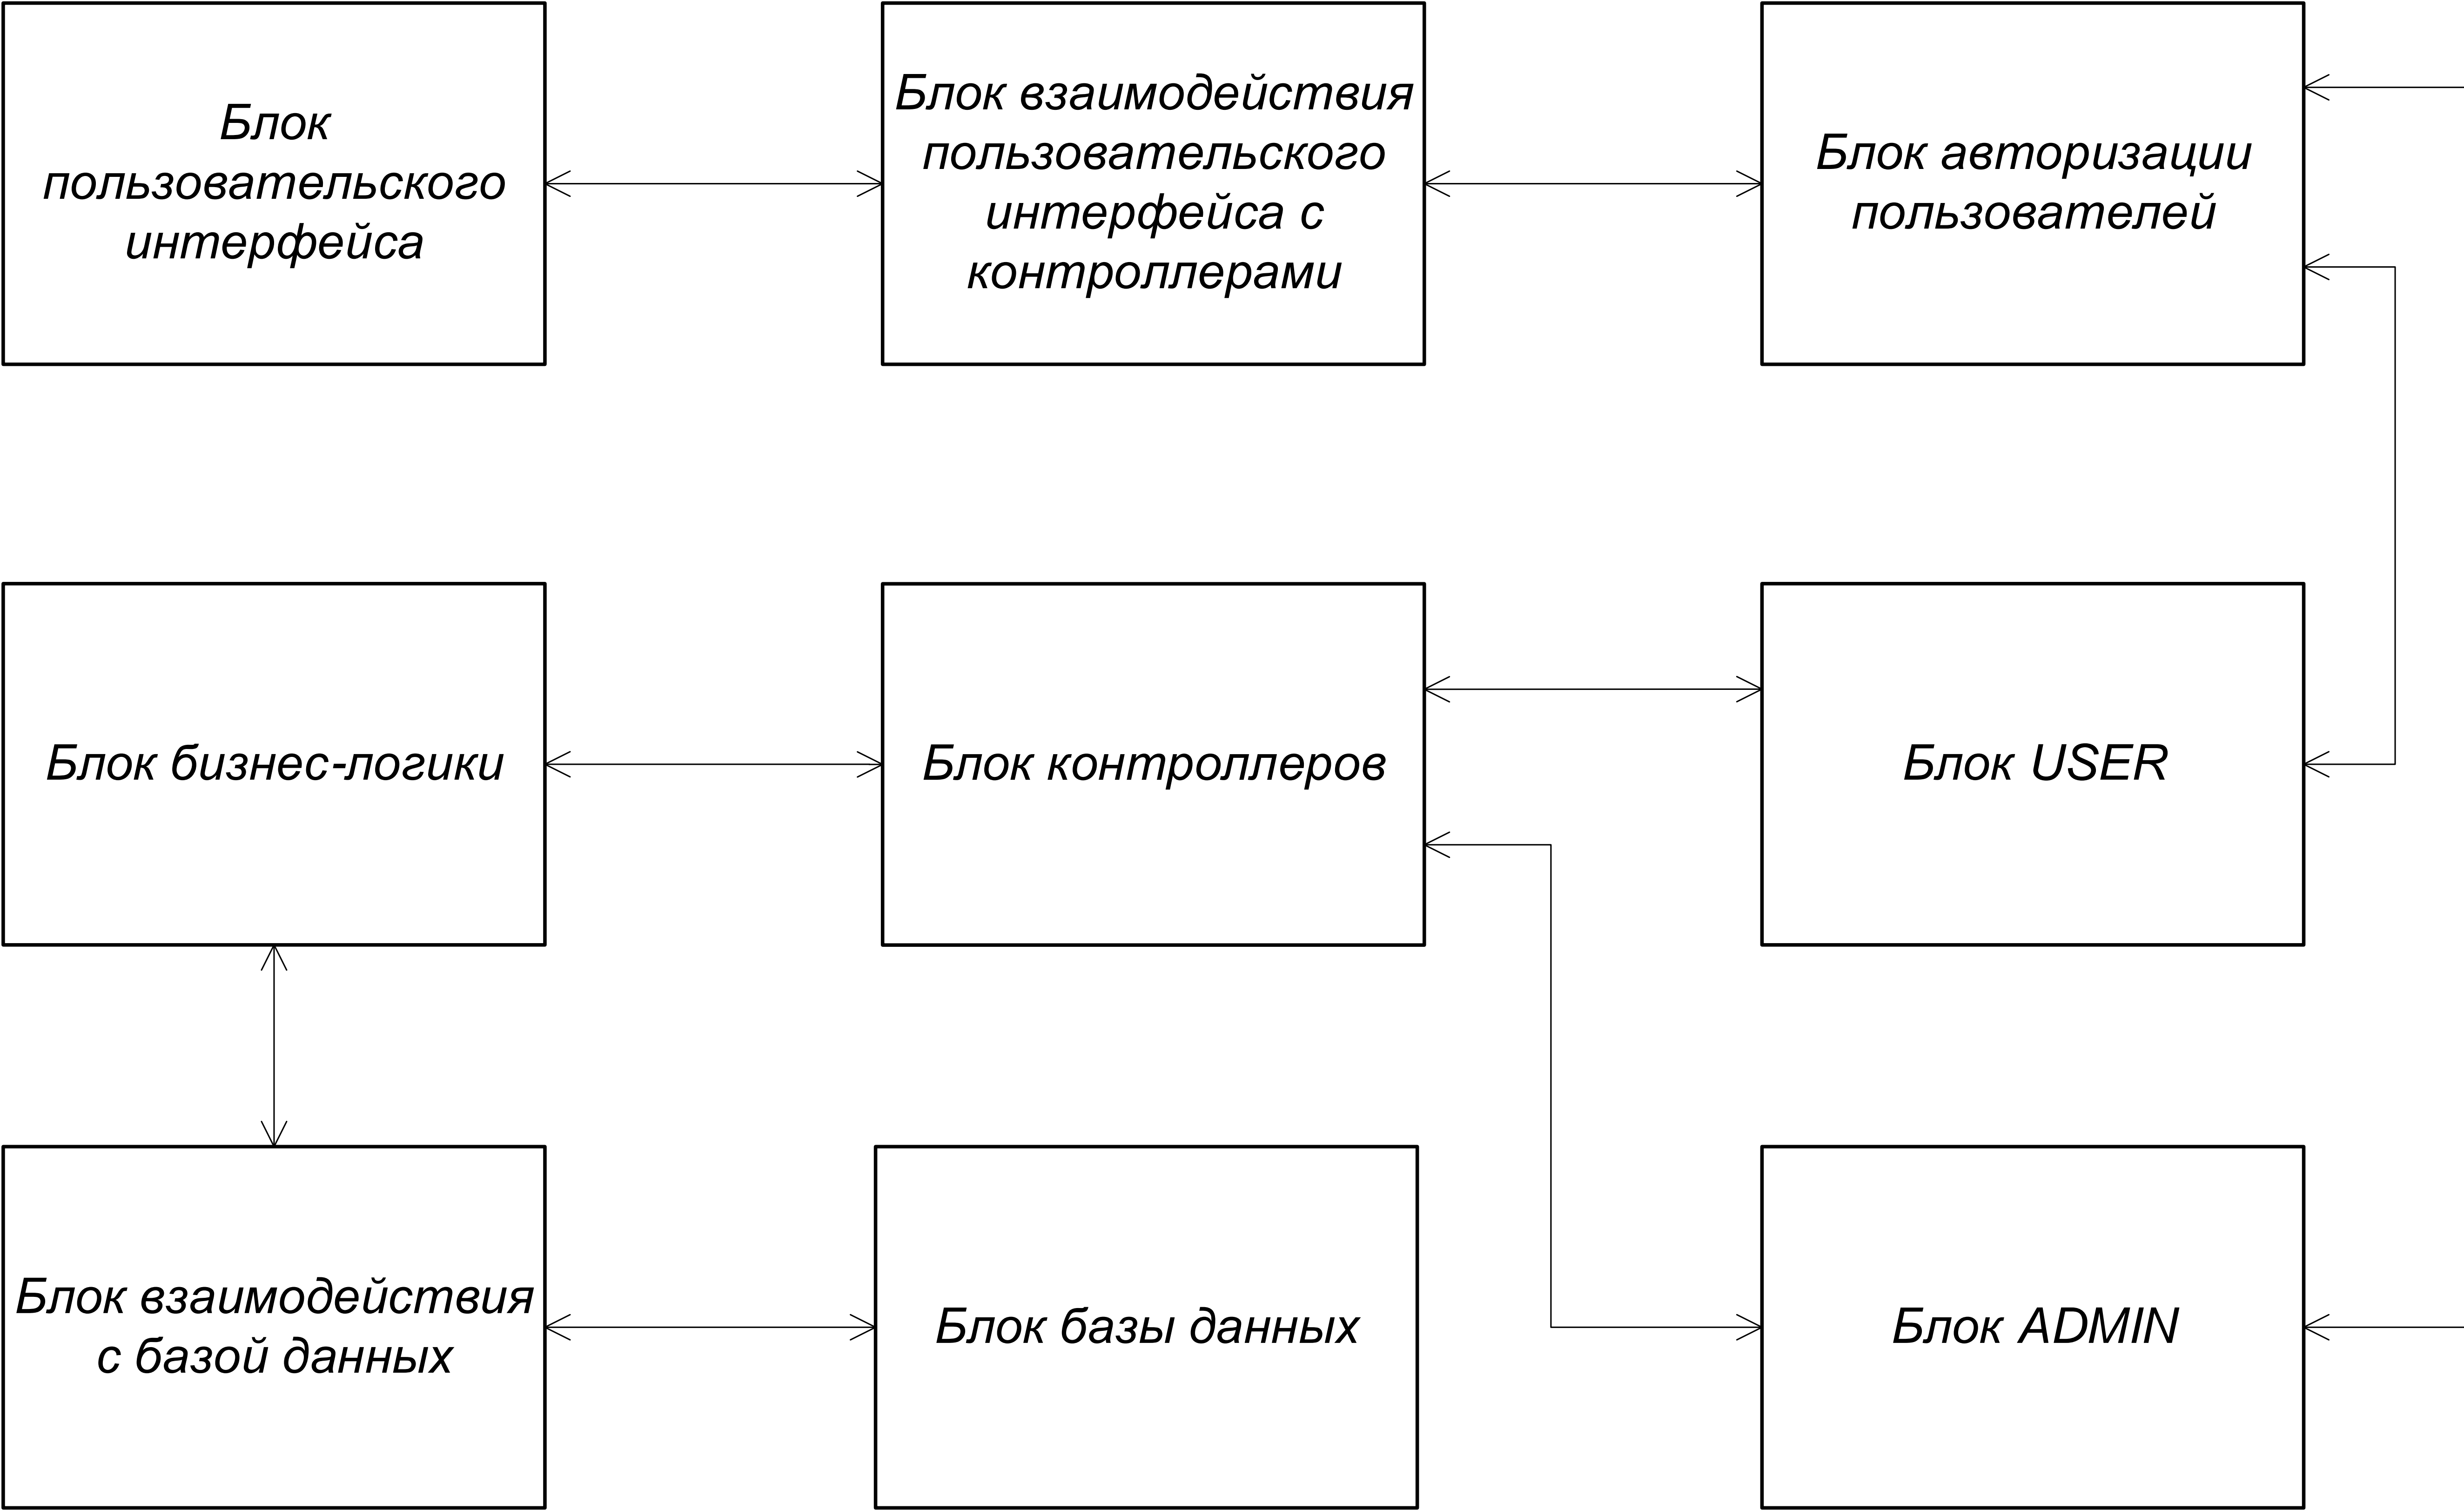 Блок
пользовательского
интерфейса
Блок взаимодействия
пользовательского
интерфейса с
контроллерами
Блок авторизации
пользователей
Блок бизнес-логики
Блок контроллеров
Блок USER
Блок взаимодействия
с базой данных
Блок базы данных
Блок ADMIN